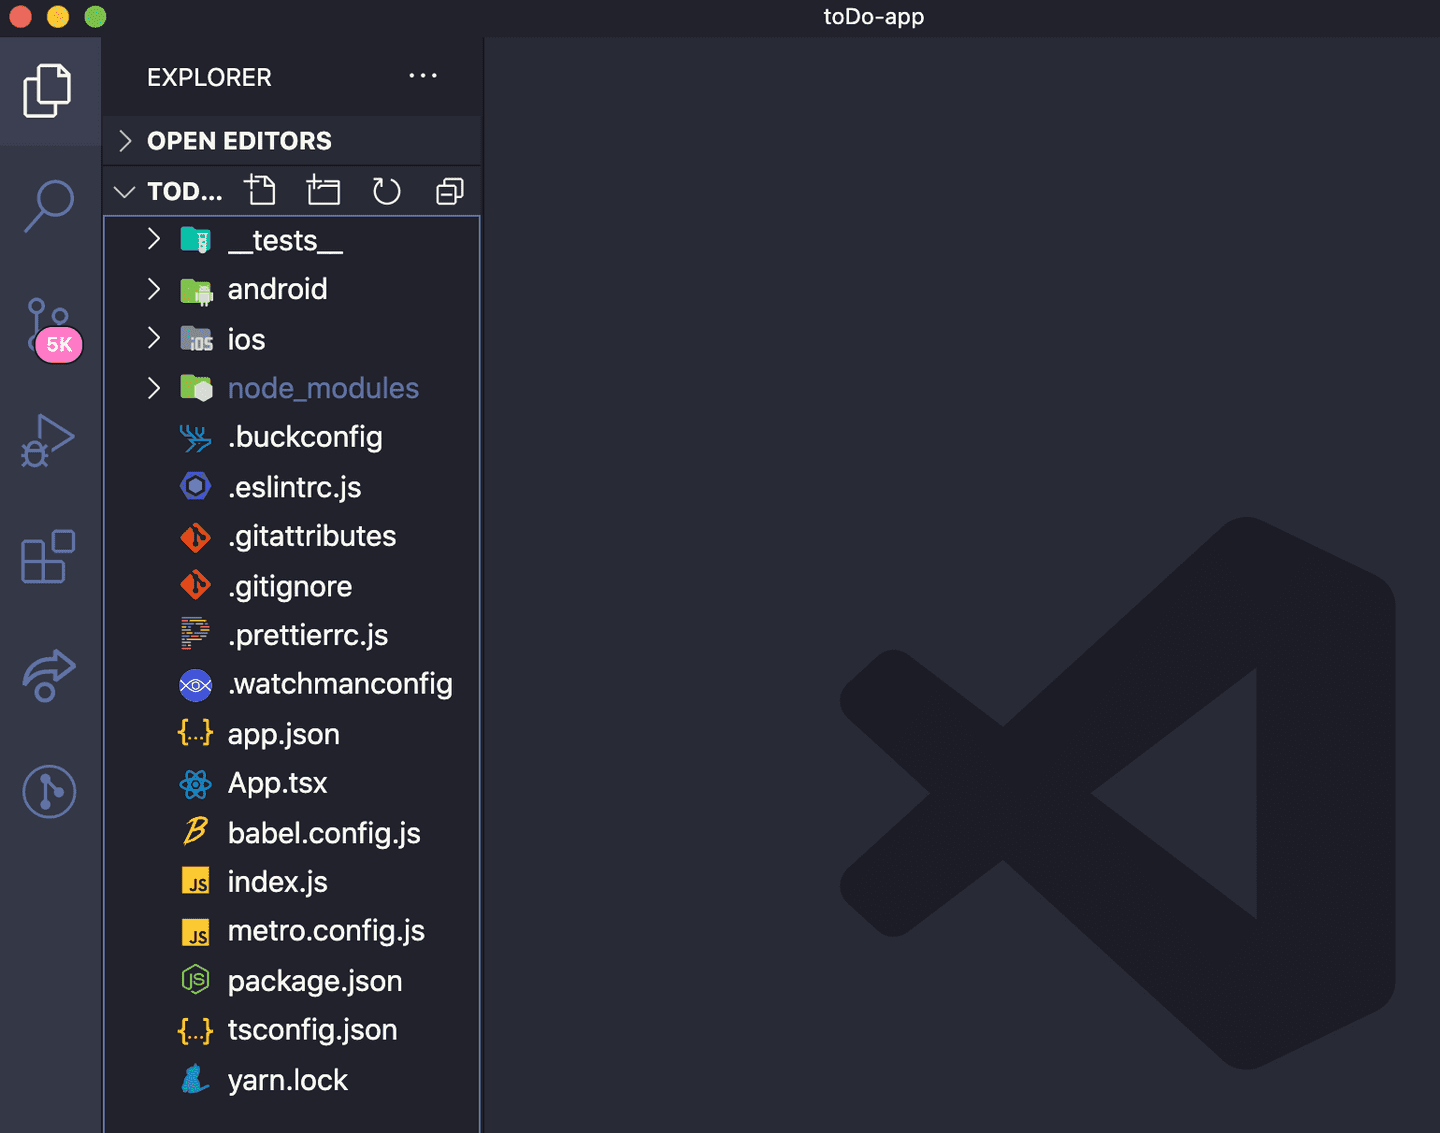 toDo-app
EXPLORER
OPEN EDITORS
TOD...
__tests__
android
ios
node_modules
5K
.buckconfig
.eslintrc.js
.gitattributes
.gitignore
.prettierrc.js
.watchmanconfig
app.json
App.tsx
babel.config.js
index.js
metro.config.js
package.json
tsconfig.json
yarn.lock